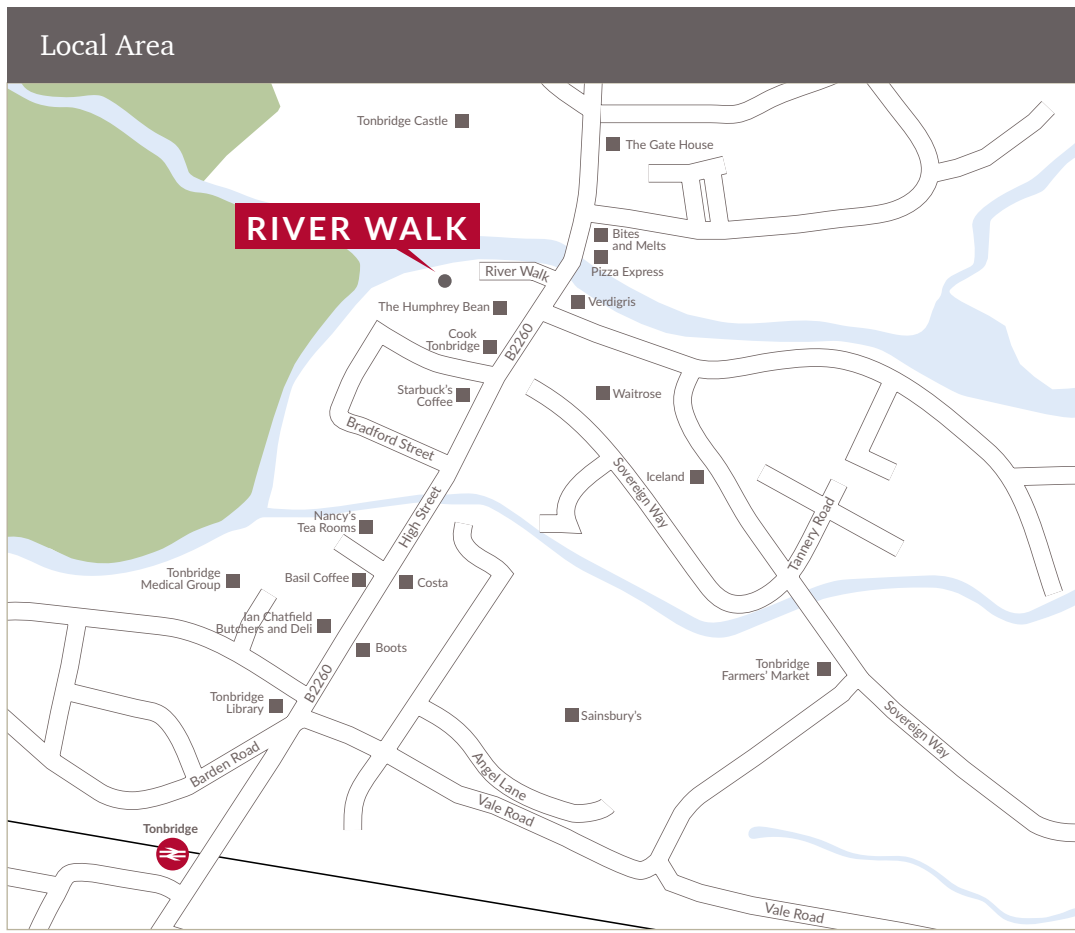 Local Area
Tonbridge Castle
The Gate House
RIVER WALK
Bites
and Melts
Pizza Express
River Walk
Verdigris
The Humphrey Bean
Cook
Tonbridge
B2260
Starbuck's
Coffee
Waitrose
Bradford Street
Sovereign Way
Iceland
High Street
Tannery Road
Nancy's
Tea Rooms
Tonbridge
Medical Group
Basil Coffee
Costa
Ian Chatfield
Butchers and Deli
Boots
B2260
Tonbridge
Farmers' Market
Tonbridge
Library
Sainsbury's
Sovereign Way
Barden Road
Angel Lane
Vale Road
Tonbridge
Vale Road